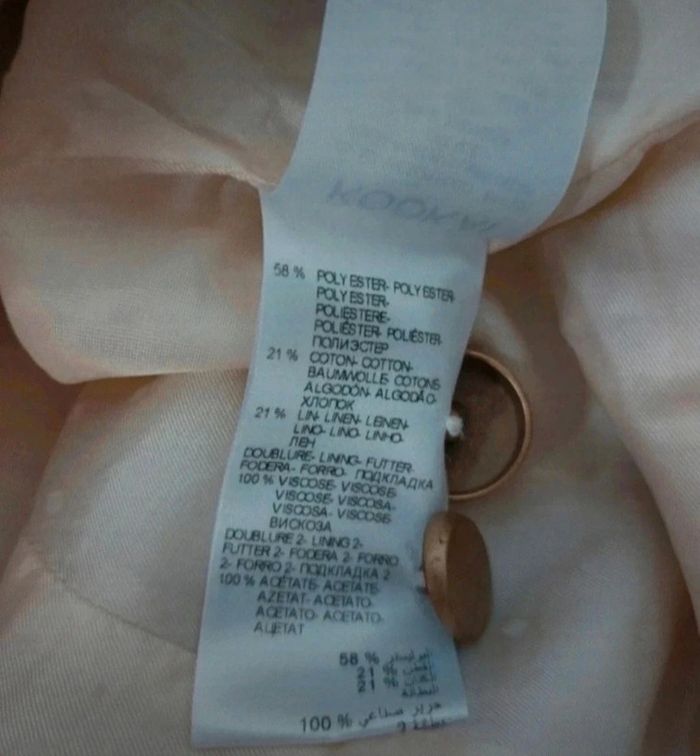 58 % POLYESTER- POLYESTER-
POLYESTER-
POLIESTERE-
POLIÉSTER- POLIÉSTER-
ПОЛИЭСТЕР
21 % COTON- COTTON-
BAUMWOLLE- COTONE-
ALGODÓN- ALGODÃO-
ХЛОПОК
21 % LIN- LINEN- LEINEN-
LINO- LINO- LINHO-
ЛЕН
DOUBLURE- LINING- FUTTER-
FODERA- FORRO- ПОДКЛАДКА
100 % VISCOSE- VISCOSE-
VISCOSE- VISCOSA-
VISCOSA- VISCOSE
ВИСКОЗА
DOUBLURE 2- LINING 2-
FUTTER 2- FODERA 2- FORRO
2- FORRO 2- ПОДКЛАДКА 2
100 % ACÉTATE- ACETATE-
AZETAT- ACETATO-
ACETATO- ACETATO-
АЦЕТАТ
58 %
21 %
21 %
100 % حرير صناعي